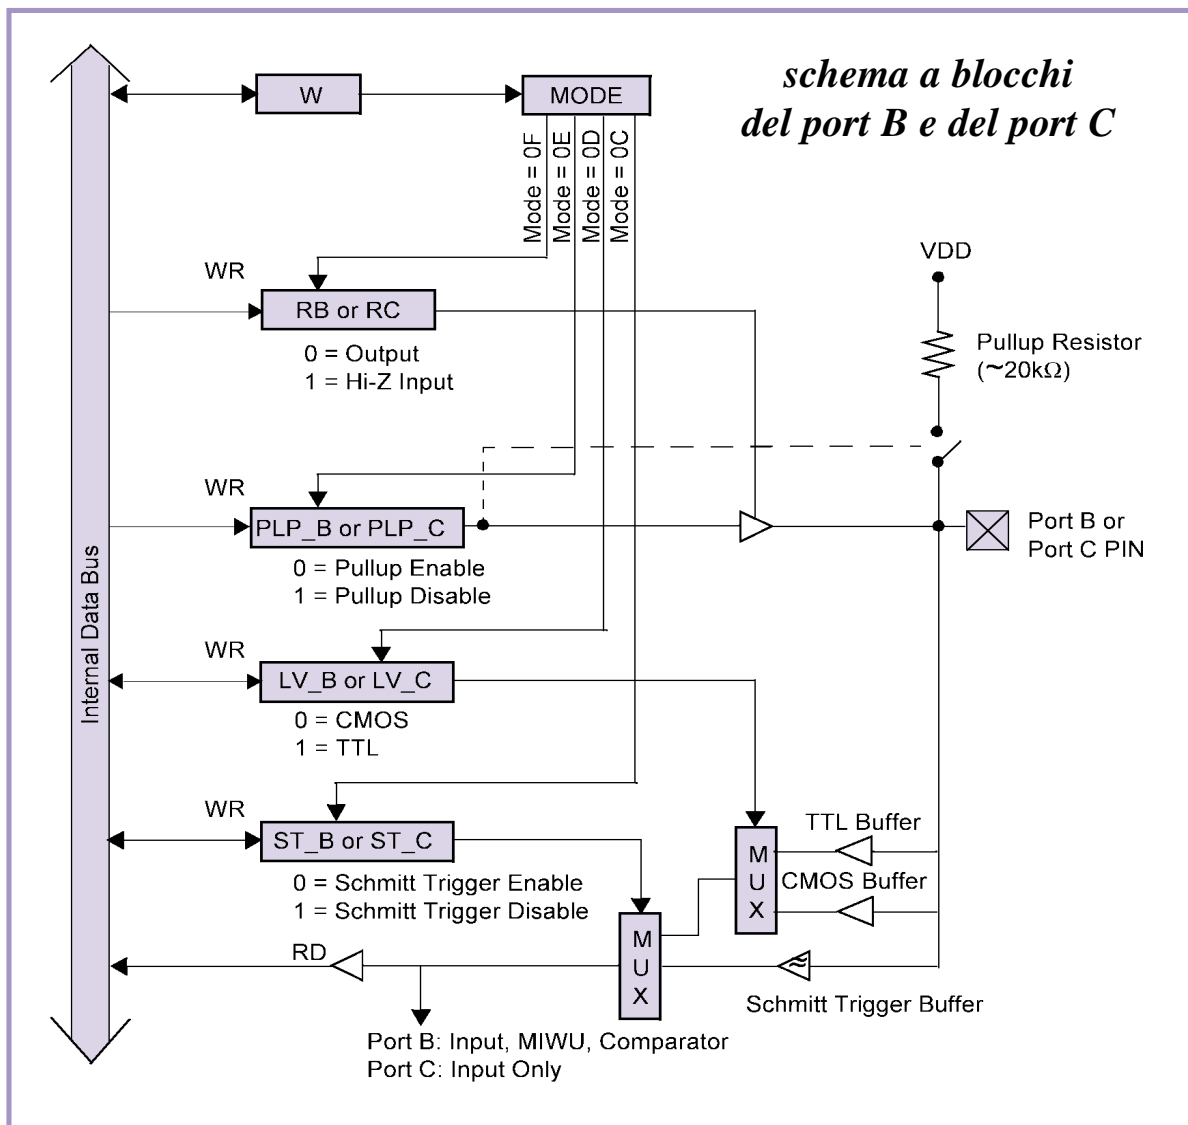 schema a blocchi
del port B e del port C
W
MODE
Mode = 0F
Mode = 0E
Mode = 0D
Mode = 0C
VDD
WR
RB or RC
0 = Output
1 = Hi-Z Input
Pullup Resistor
(~20kΩ)
WR
PLP_B or PLP_C
0 = Pullup Enable
1 = Pullup Disable
Port B or
Port C PIN
Internal Data Bus
WR
LV_B or LV_C
0 = CMOS
1 = TTL
WR
ST_B or ST_C
0 = Schmitt Trigger Enable
1 = Schmitt Trigger Disable
TTL Buffer
MUX
CMOS Buffer
RD
MUX
Schmitt Trigger Buffer
Port B: Input, MIWU, Comparator
Port C: Input Only